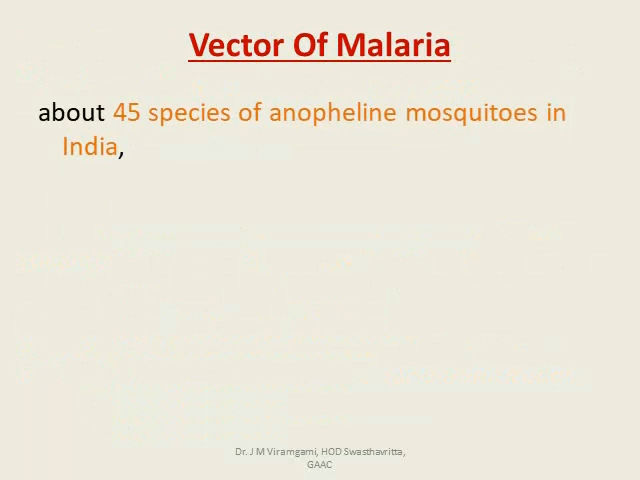 Vector Of Malaria
about 45 species of anopheline mosquitoes in
India,
Dr. J M Viramgami, HOD Swasthavritta,
GAAC